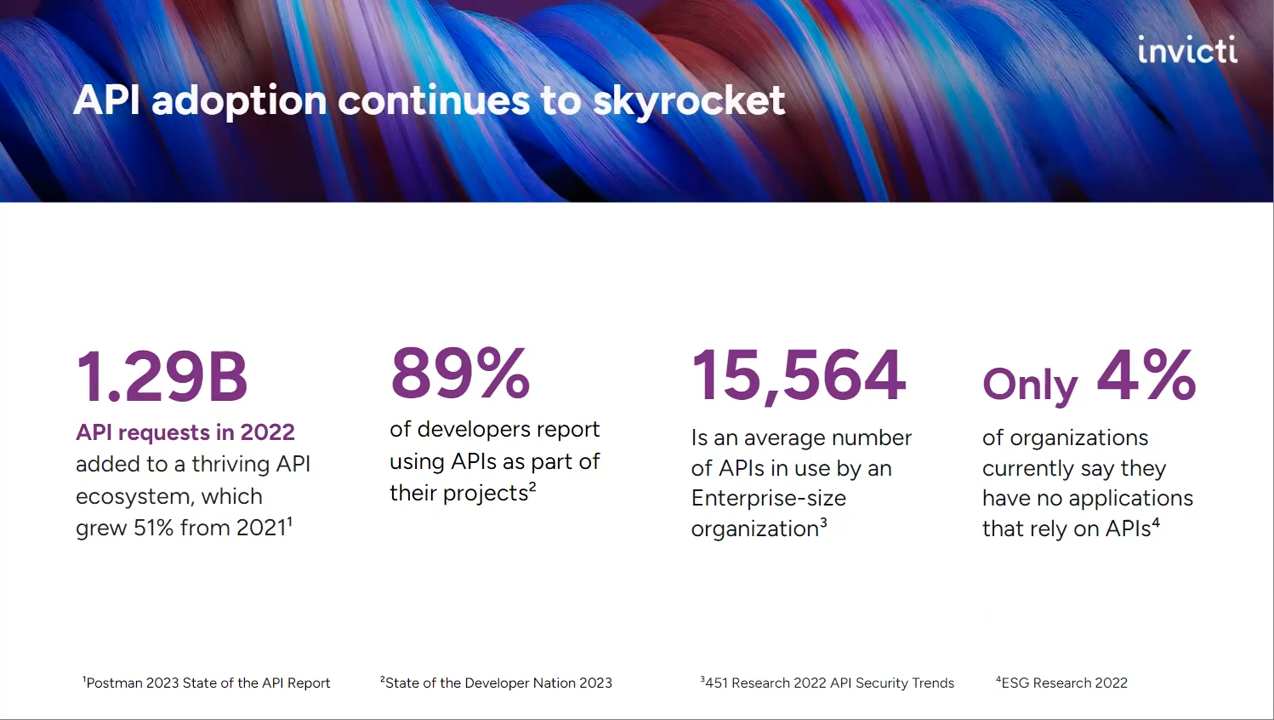 invicti
API adoption continues to skyrocket
1.29B
API requests in 2022
added to a thriving API
ecosystem, which
grew 51% from 2021¹
89%
of developers report
using APIs as part of
their projects²
15,564
Is an average number
of APIs in use by an
Enterprise-size
organization³
Only 4%
of organizations
currently say they
have no applications
that rely on APIs⁴
¹Postman 2023 State of the API Report
²State of the Developer Nation 2023
³451 Research 2022 API Security Trends
⁴ESG Research 2022